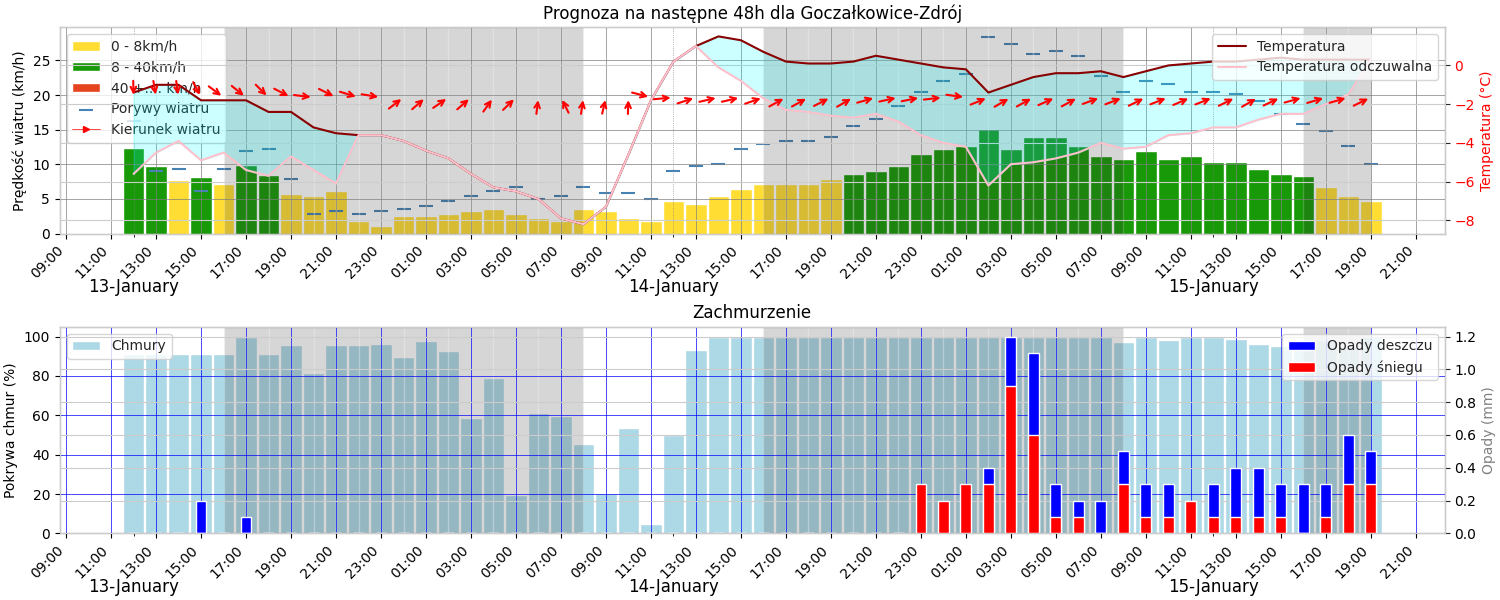 Prognoza na następne 48h dla Goczałkowice-Zdrój
Prędkość wiatru (km/h)
25
20
15
10
5
0
0 - 8km/h
8 - 40km/h
40 - ... km/h
Porywy wiatru
Kierunek wiatru
Temperatura
Temperatura odczuwalna
0
−2
−4
−6
−8
Temperatura (°C)
09:00 11:00 13:00 15:00 17:00 19:00 21:00 23:00 01:00 03:00 05:00 07:00 09:00 11:00 13:00 15:00 17:00 19:00 21:00 23:00 01:00 03:00 05:00 07:00 09:00 11:00 13:00 15:00 17:00 19:00 21:00
13-January 14-January 15-January
Zachmurzenie
Pokrywa chmur (%)
100
80
60
40
20
0
Chmury
Opady deszczu
Opady śniegu
1.2
1.0
0.8
0.6
0.4
0.2
0.0
Opady (mm)
09:00 11:00 13:00 15:00 17:00 19:00 21:00 23:00 01:00 03:00 05:00 07:00 09:00 11:00 13:00 15:00 17:00 19:00 21:00 23:00 01:00 03:00 05:00 07:00 09:00 11:00 13:00 15:00 17:00 19:00 21:00
13-January 14-January 15-January